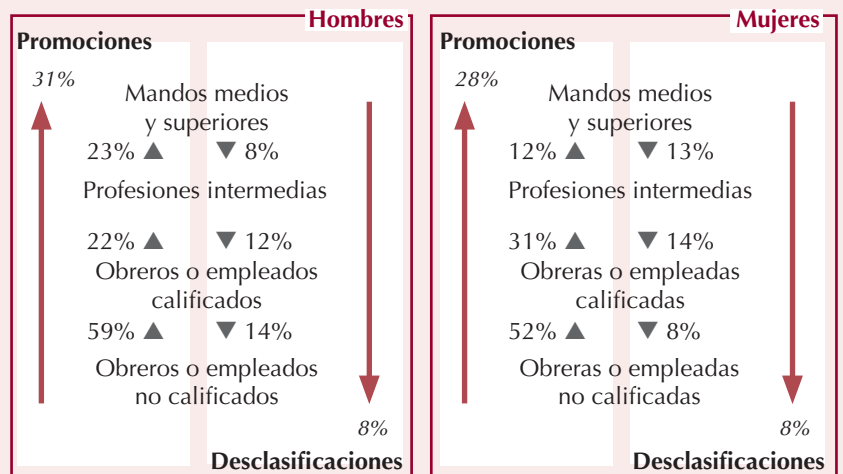 Hombres
Promociones
31%
Mandos medios
y superiores
23% ▲ ▼ 8%
Profesiones intermedias
22% ▲ ▼ 12%
Obreros o empleados
calificados
59% ▲ ▼ 14%
Obreros o empleados
no calificados
8%
Desclasificaciones
Mujeres
Promociones
28%
Mandos medios
y superiores
12% ▲ ▼ 13%
Profesiones intermedias
31% ▲ ▼ 14%
Obreras o empleadas
calificadas
52% ▲ ▼ 8%
Obreras o empleadas
no calificadas
8%
Desclasificaciones